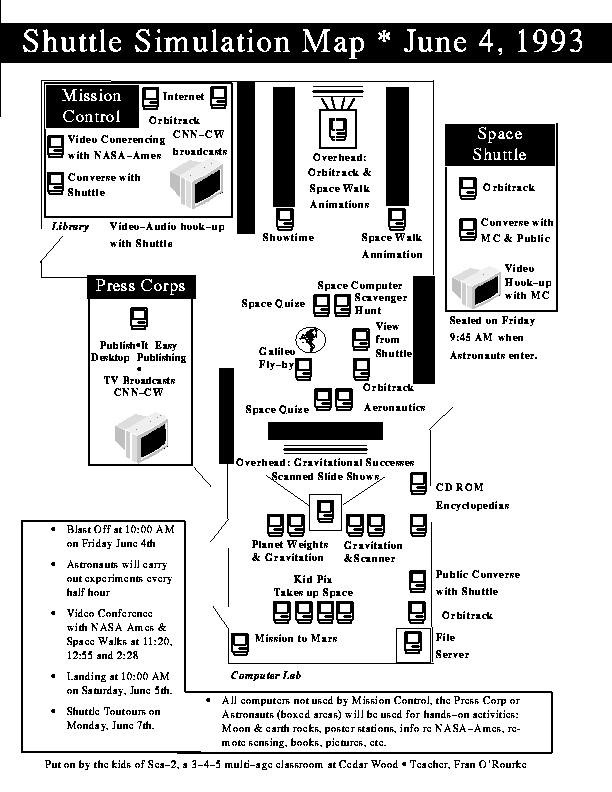 Shuttle Simulation Map * June 4, 1993
Mission
Control
Internet
Orbitrack
Video Conerencing
with NASA-Ames
CNN-CW
broadcasts
Converse with
Shuttle
Library
Video-Audio hook-up
with Shuttle
Overhead:
Orbitrack &
Space Walk
Animations
Showtime
Space Walk
Annimation
Space
Shuttle
Orbitrack
Converse with
MC & Public
Video
Hook-up
with MC
Sealed on Friday
9:45 AM when
Astronauts enter.
Press Corps
Publish•It Easy
Desktop Publishing
•
TV Broadcasts
CNN-CW
Space Computer
Scavenger
Hunt
Space Quize
View
from
Shuttle
Galileo
Fly-by
Orbitrack
Space Quize
Aeronautics
Overhead: Gravitational Successes
Scanned Slide Shows
CD ROM
Encyclopedias
Planet Weights
& Gravitation
Gravitation
&Scanner
Kid Pix
Takes up Space
Public Converse
with Shuttle
Orbitrack
Mission to Mars
File
Server
Computer Lab
• Blast Off at 10:00 AM
on Friday June 4th
• Astronauts will carry
out experiments every
half hour
• Video Conference
with NASA Ames &
Space Walks at 11:20,
12:55 and 2:28
• Landing at 10:00 AM
on Saturday, June 5th.
• Shuttle Toutours on
Monday, June 7th.
• All computers not used by Mission Control, the Press Corp or
Astronauts (boxed areas) will be used for hands-on activities:
Moon & earth rocks, poster stations, info re NASA-Ames, re-
mote sensing, books, pictures, etc.
Put on by the kids of Sea-2, a 3-4-5 multi-age classroom at Cedar Wood • Teacher, Fran O'Rourke